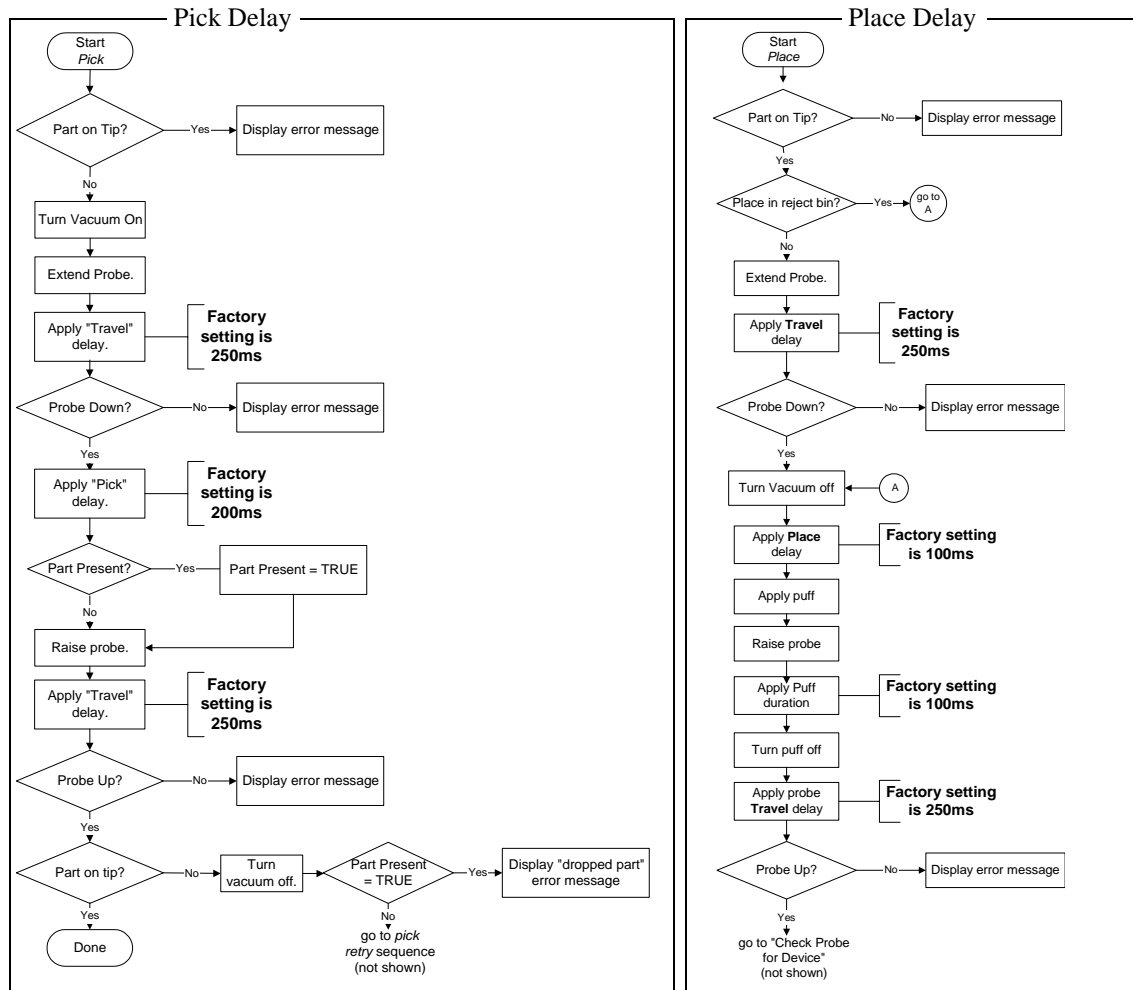 Pick Delay
Start
Pick
Part on Tip?
Yes
Display error message
No
Turn Vacuum On
Extend Probe.
Apply "Travel"
delay.
Factory
setting is
250ms
Probe Down?
No
Display error message
Yes
Apply "Pick"
delay.
Factory
setting is
200ms
Part Present?
Yes
Part Present = TRUE
No
Raise probe.
Apply "Travel"
delay.
Factory
setting is
250ms
Probe Up?
No
Display error message
Yes
Part on tip?
No
Turn
vacuum off.
Part Present
= TRUE
Yes
Display "dropped part"
error message
Yes
Done
No
go to pick
retry sequence
(not shown)
Place Delay
Start
Place
Part on Tip?
No
Display error message
Yes
Place in reject bin?
Yes
go to
A
No
Extend Probe.
Apply Travel
delay
Factory
setting is
250ms
Probe Down?
No
Display error message
Yes
Turn Vacuum off
A
Apply Place
delay
Factory setting
is 100ms
Apply puff
Raise probe
Apply Puff
duration
Factory setting
is 100ms
Turn puff off
Apply probe
Travel delay
Factory setting
is 250ms
Probe Up?
No
Display error message
Yes
go to "Check Probe
for Device"
(not shown)